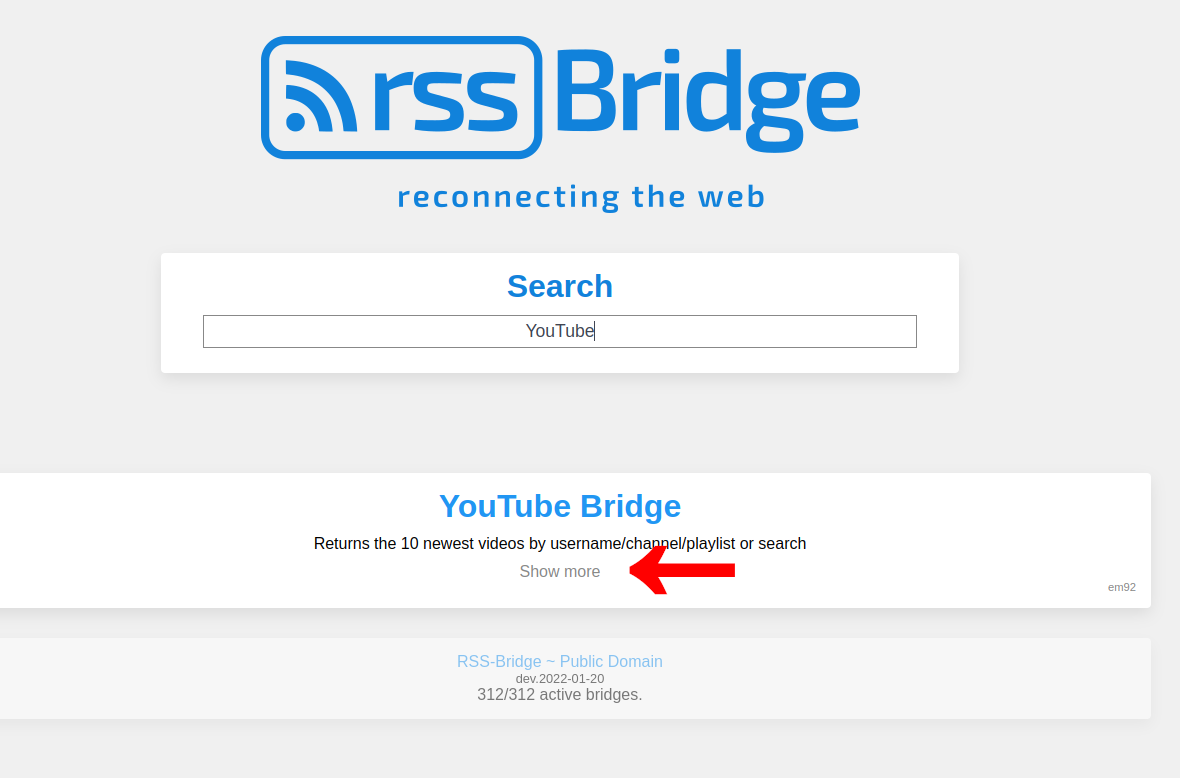 rss Bridge
reconnecting the web
Search
YouTube
YouTube Bridge
Returns the 10 newest videos by username/channel/playlist or search
Show more
em92
RSS-Bridge ~ Public Domain
dev.2022-01-20
312/312 active bridges.